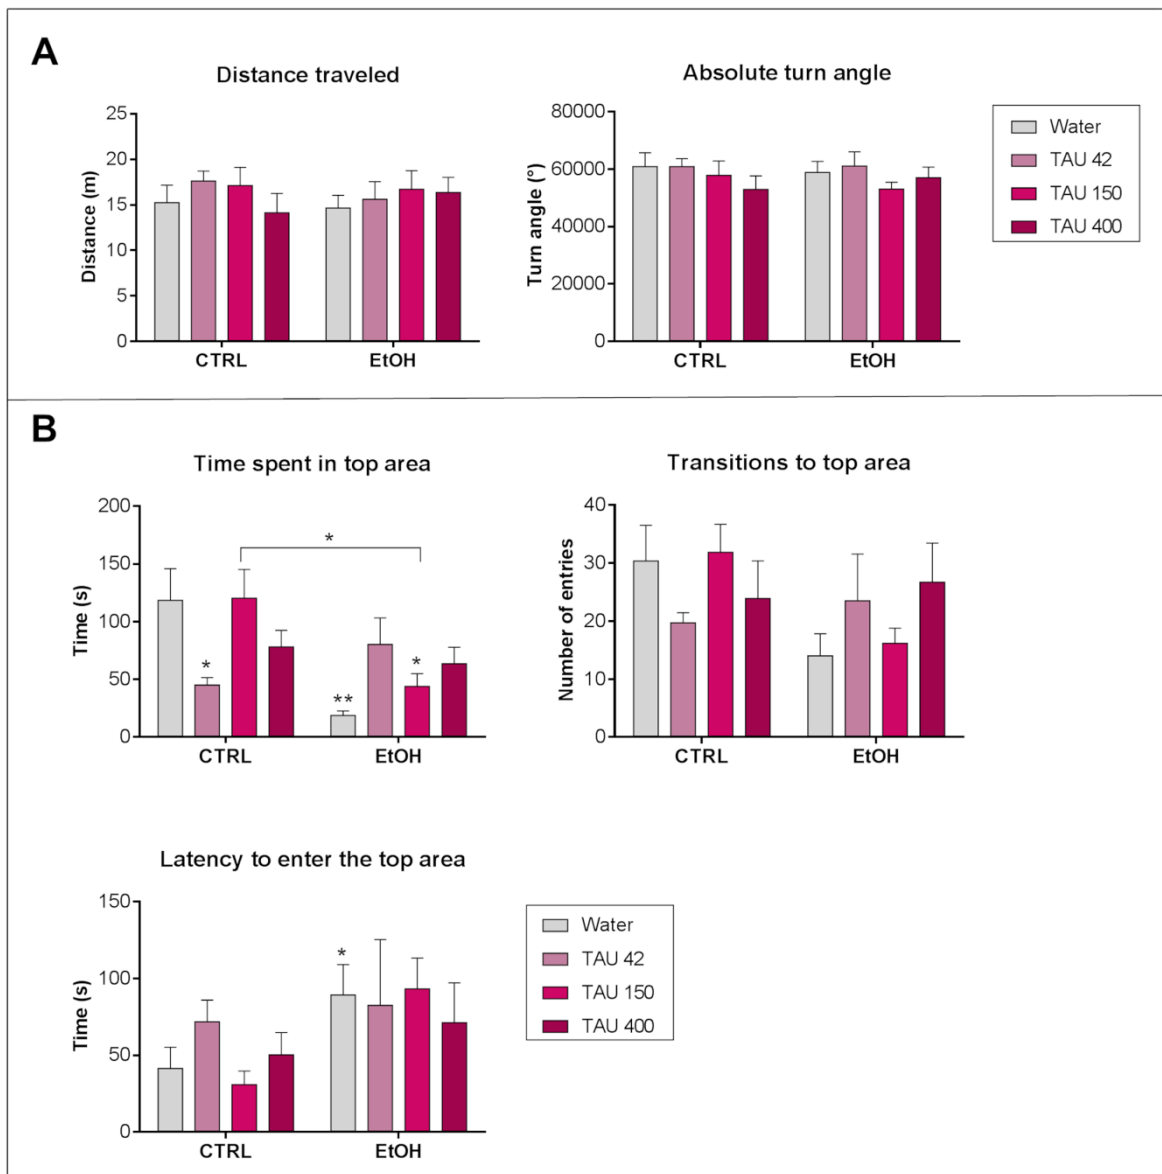 A
Distance traveled
Absolute turn angle
Distance (m)
25
20
15
10
5
0
CTRL
EtOH
Turn angle (°)
80000
60000
40000
20000
0
CTRL
EtOH
Water
TAU 42
TAU 150
TAU 400
B
Time spent in top area
Transitions to top area
Time (s)
200
150
100
50
0
*
*
**
*
CTRL
EtOH
Number of entries
40
30
20
10
0
CTRL
EtOH
Latency to enter the top area
Time (s)
150
100
50
0
*
CTRL
EtOH
Water
TAU 42
TAU 150
TAU 400